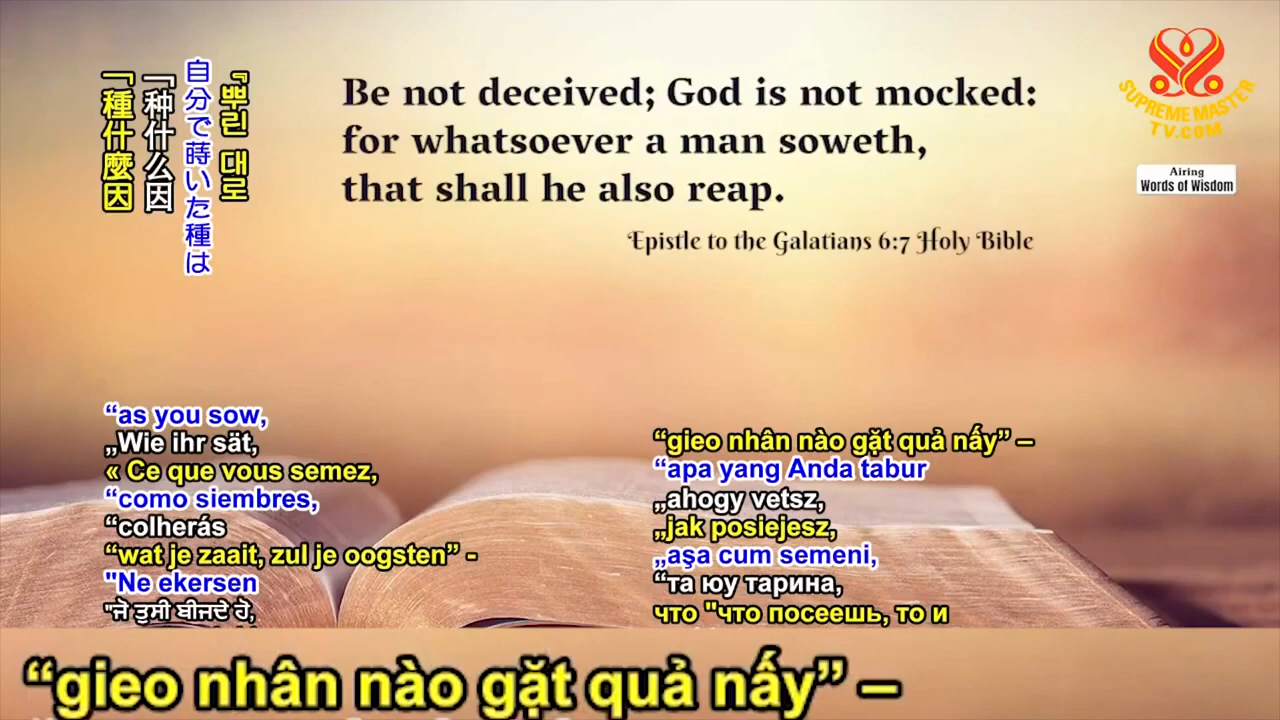 『뿌린 대로
自分で蒔いた種は
「种什么因
「種什麼因
Be not deceived; God is not mocked:
for whatsoever a man soweth,
that shall he also reap.
Epistle to the Galatians 6:7 Holy Bible
SUPREME MASTER
TV.COM
Airing
Words of Wisdom
“as you sow,
„Wie ihr sät,
« Ce que vous semez,
“como siembres,
“colherás
“wat je zaait, zul je oogsten” -
"Ne ekersen
"ਜੋ ਤੁਸੀ ਬੀਜਦੇ ਹੋ,
“gieo nhân nào gặt quả nấy” –
“apa yang Anda tabur
„ahogy vetsz,
„jak posiejesz,
„aşa cum semeni,
“та юу тарина,
что "что посеешь, то и
“gieo nhân nào gặt quả nấy” –